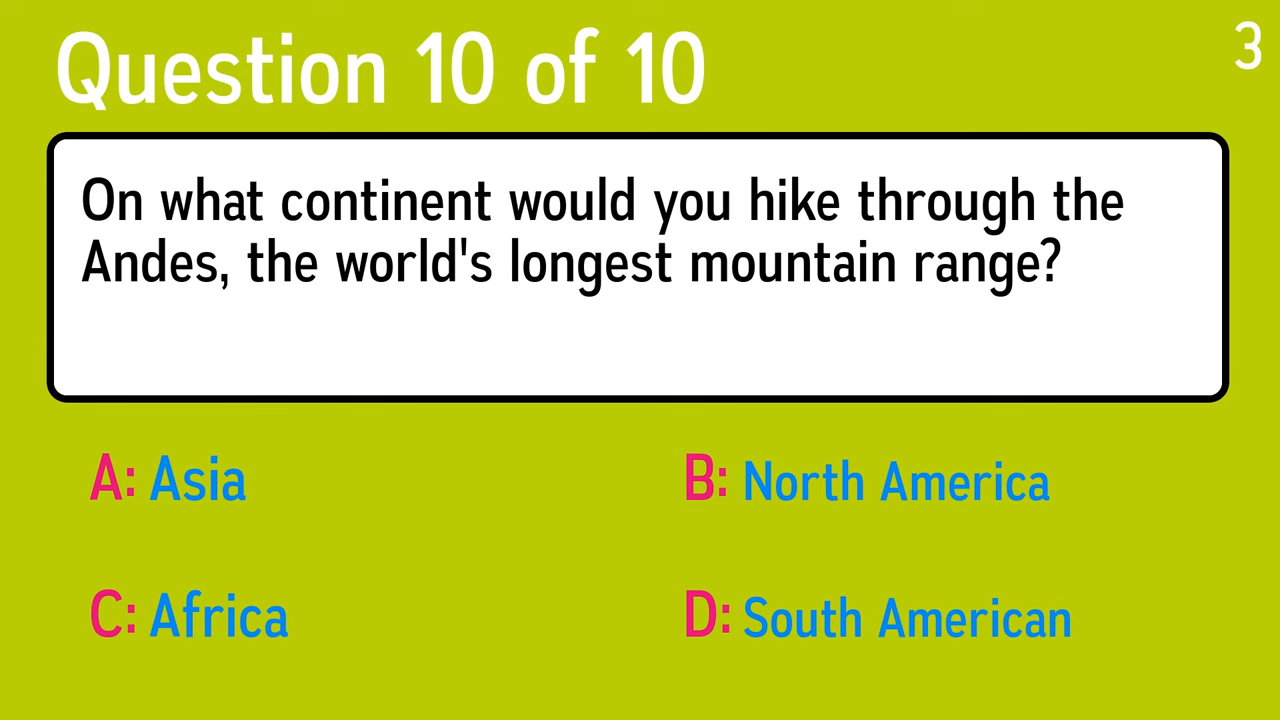 Question 10 of 10
3
On what continent would you hike through the
Andes, the world's longest mountain range?
A: Asia
B: North America
C: Africa
D: South American